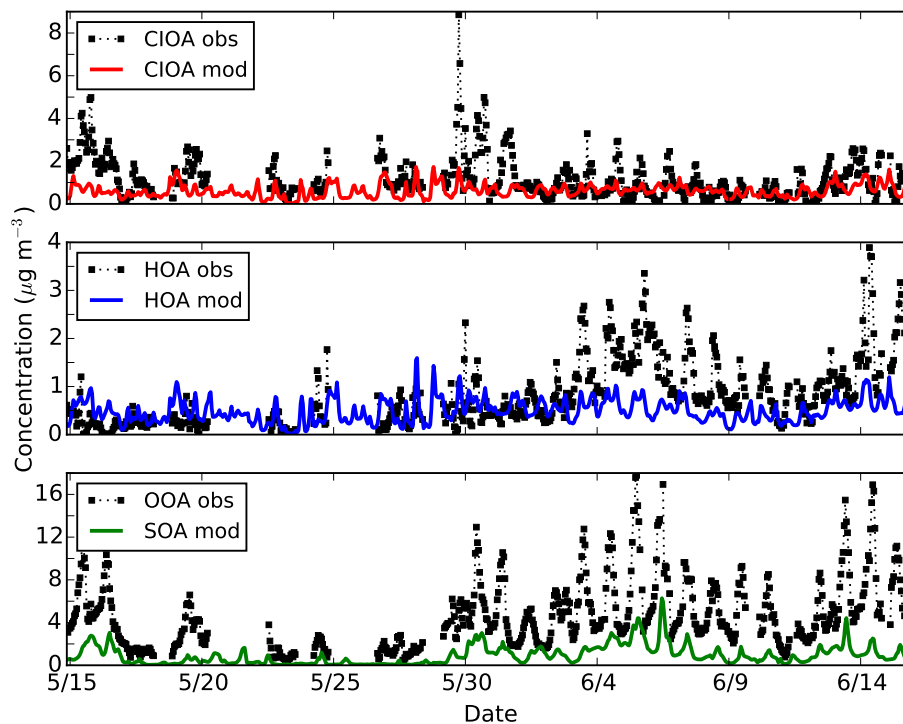 8
6
4
2
0
CIOA obs
CIOA mod
4
3
2
1
0
HOA obs
HOA mod
Concentration (μg m⁻³)
16
12
8
4
0
OOA obs
SOA mod
5/15 5/20 5/25 5/30 6/4 6/9 6/14
Date